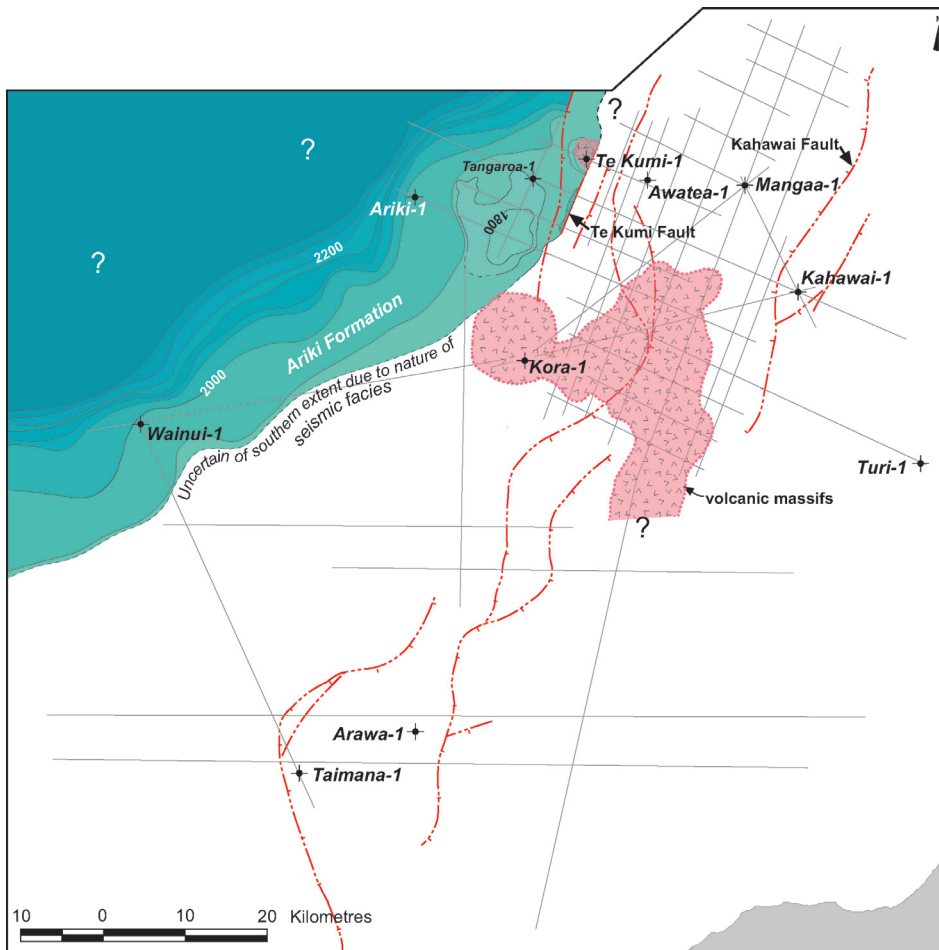 ?
?
?
Te Kumi-1
Kahawai Fault
Tangaroa-1
Awatea-1
Mangaa-1
Ariki-1
1800
Te Kumi Fault
2200
Kahawai-1
Ariki Formation
Kora-1
2000
Wainui-1
Uncertain of southern extent due to nature of
seismic facies
Turi-1
volcanic massifs
?
Arawa-1
Taimana-1
10 0 10 20 Kilometres